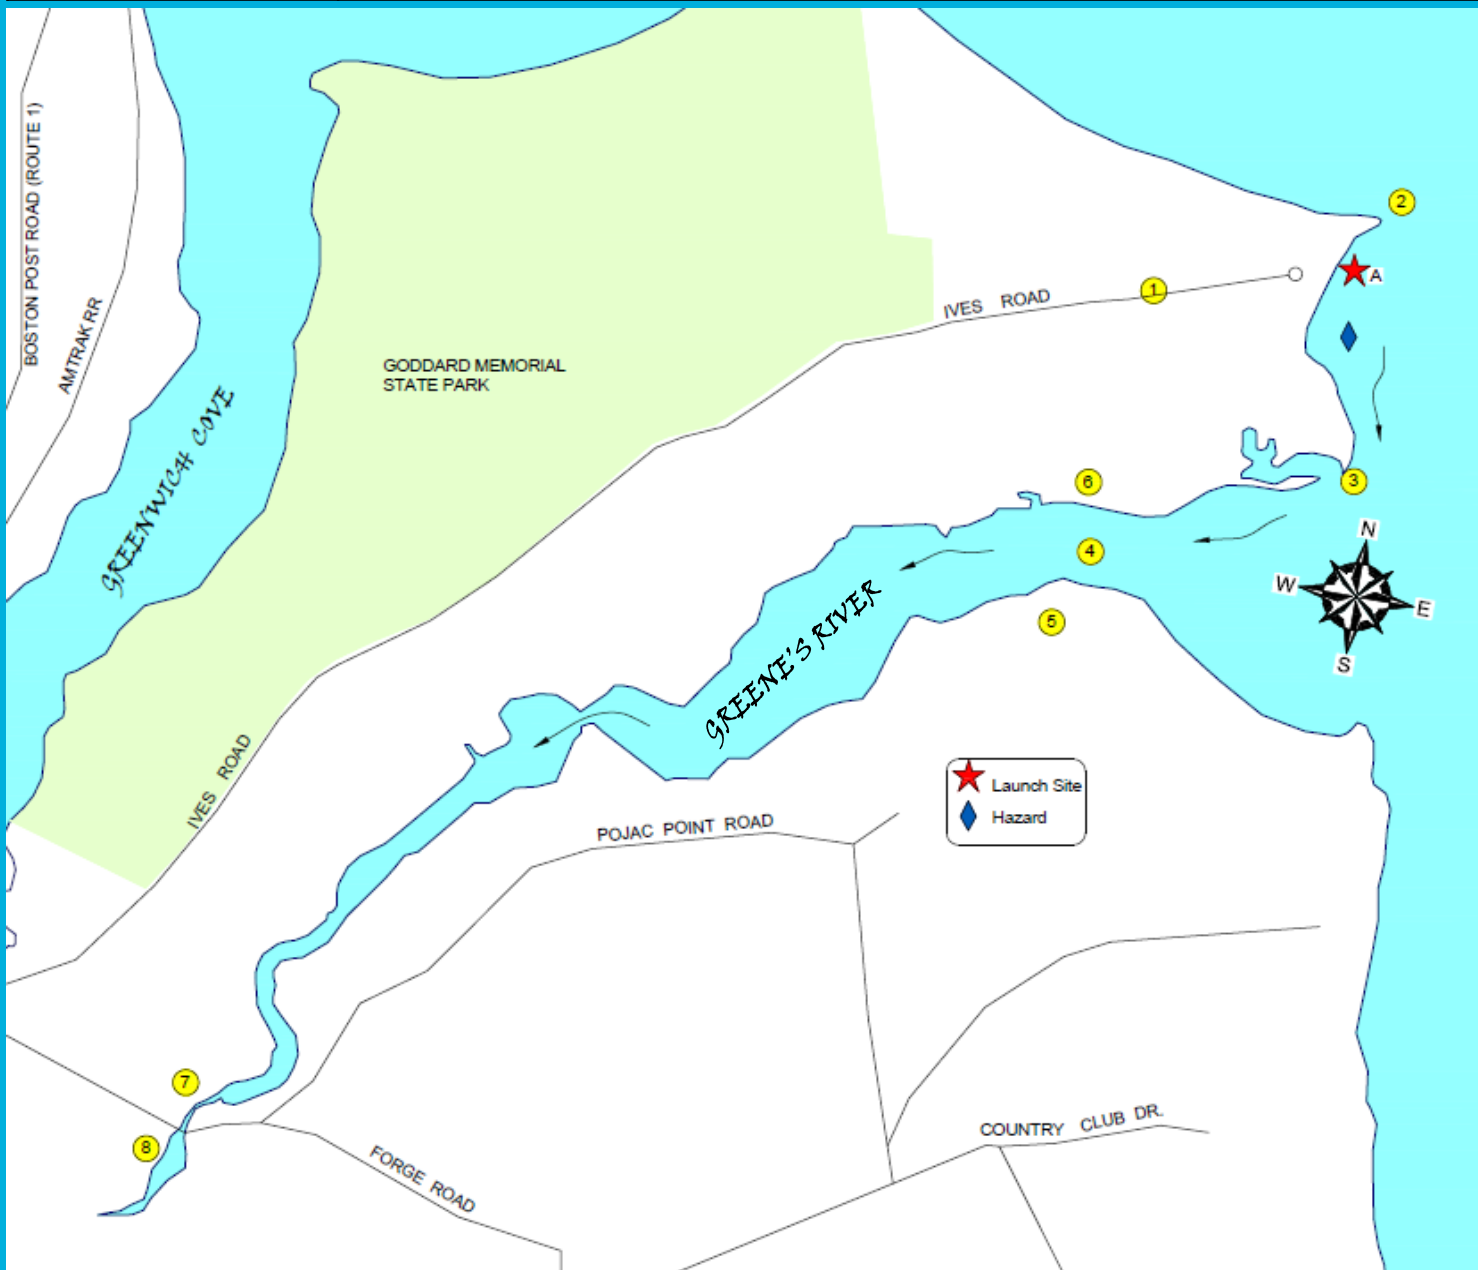 BOSTON POST ROAD (ROUTE 1)
AMTRAK RR
GREENWICH COVE
GODDARD MEMORIAL
STATE PARK
IVES ROAD
1
2
A
3
6
4
5
N
W
E
S
GREENE'S RIVER
IVES ROAD
Launch Site
Hazard
POJAC POINT ROAD
7
8
FORGE ROAD
COUNTRY CLUB DR.